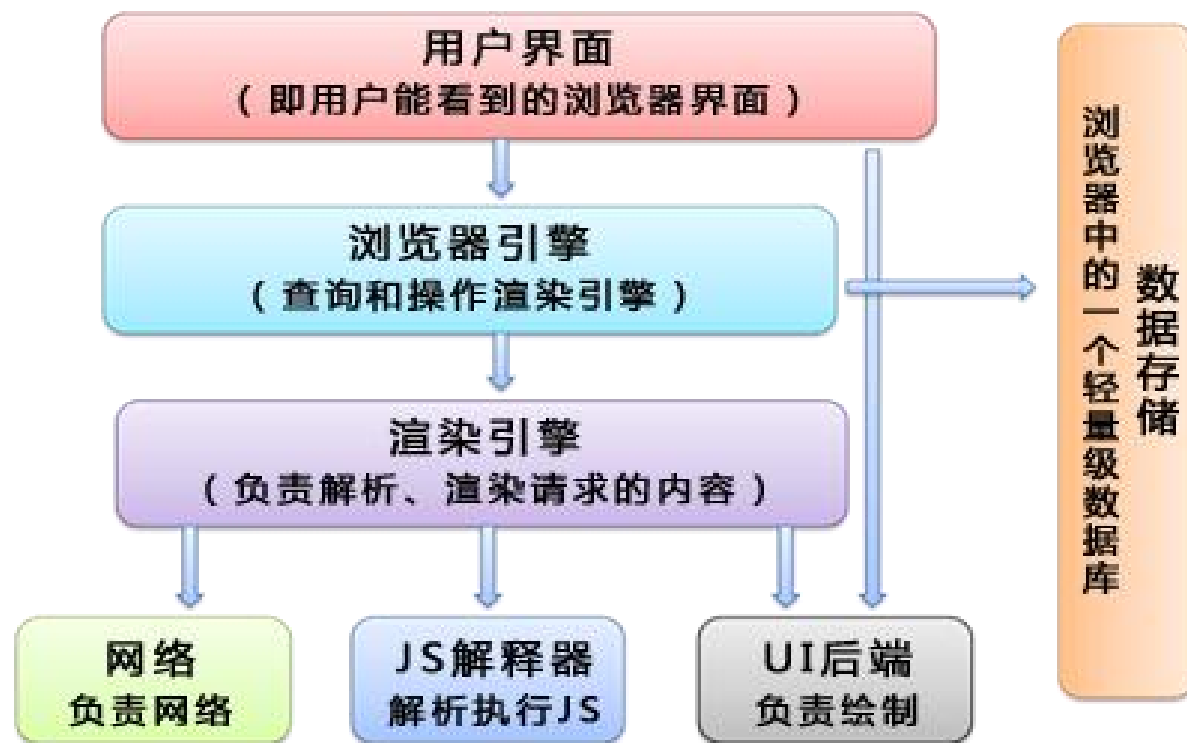 用户界面
（即用户能看到的浏览器界面）
浏览器引擎
（查询和操作渲染引擎）
渲染引擎
（负责解析、渲染请求的内容）
网络
负责网络
JS解释器
解析执行JS
UI后端
负责绘制
数据存储
浏览器中的一个轻量级数据库